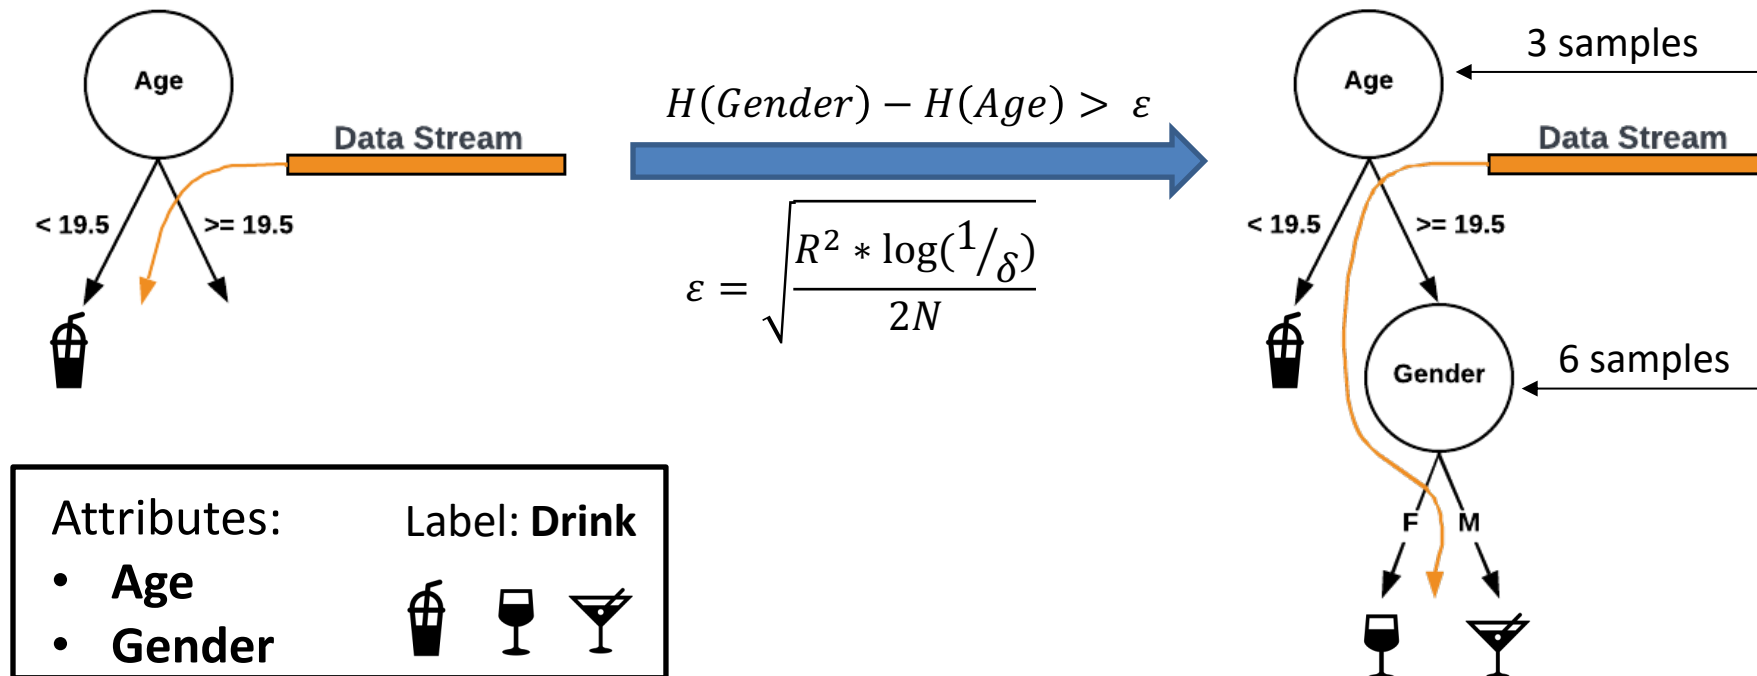 Age
Data Stream
< 19.5
>= 19.5
H(Gender) − H(Age) > ε
ε = √(R² * log(1/δ) / 2N)
Age
3 samples
Data Stream
< 19.5
>= 19.5
Gender
6 samples
F
M
Attributes:
• Age
• Gender
Label: Drink